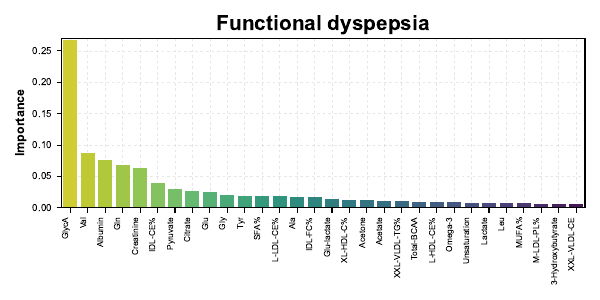 Functional dyspepsia
Importance
0.25
0.20
0.15
0.10
0.05
0.00
GlycA
Val
Albumin
Gln
Creatinine
IDL-CE%
Pyruvate
Citrate
Glu
Gly
Tyr
SFA%
L-LDL-CE%
Ala
IDL-FC%
Glu-lactate
XL-HDL-C%
Acetone
Acetate
XXL-VLDL-TG%
Total-BCAA
L-HDL-CE%
Omega-3
Unsaturation
Lactate
Leu
MUFA%
M-LDL-PL%
3-Hydroxybutyrate
XXL-VLDL-CE